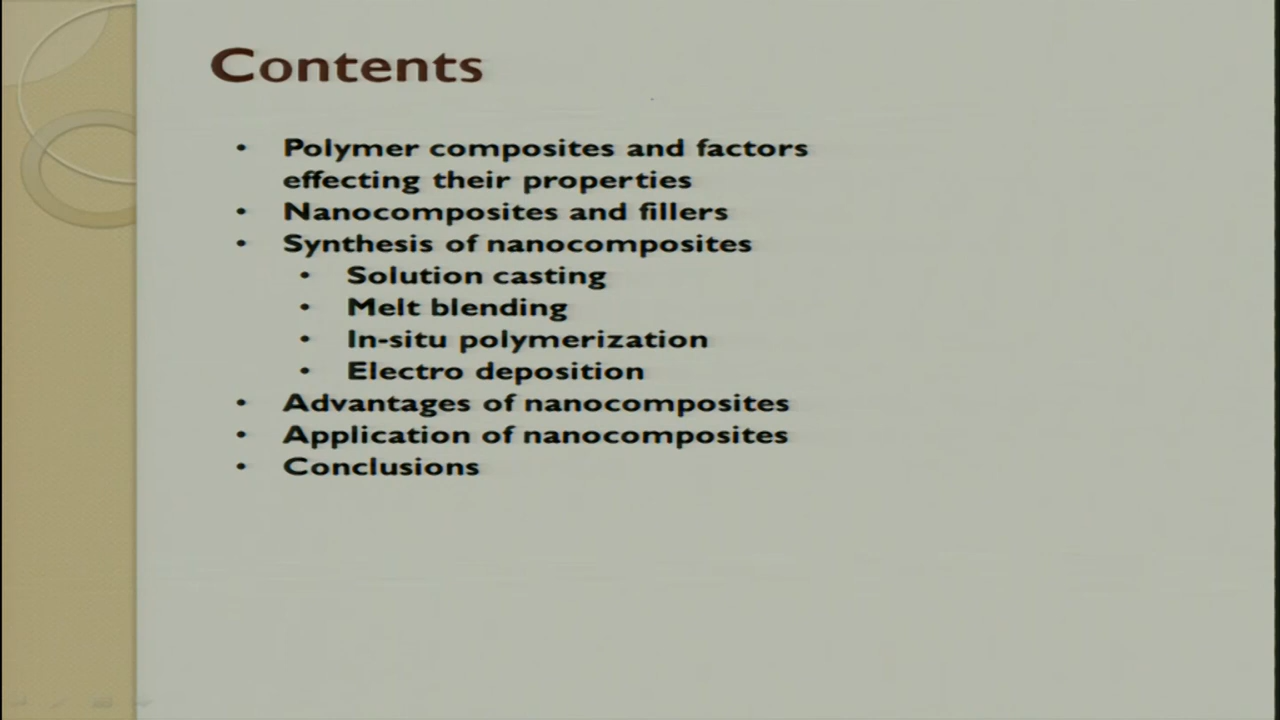 Contents
• Polymer composites and factors
effecting their properties
• Nanocomposites and fillers
• Synthesis of nanocomposites
• Solution casting
• Melt blending
• In-situ polymerization
• Electro deposition
• Advantages of nanocomposites
• Application of nanocomposites
• Conclusions